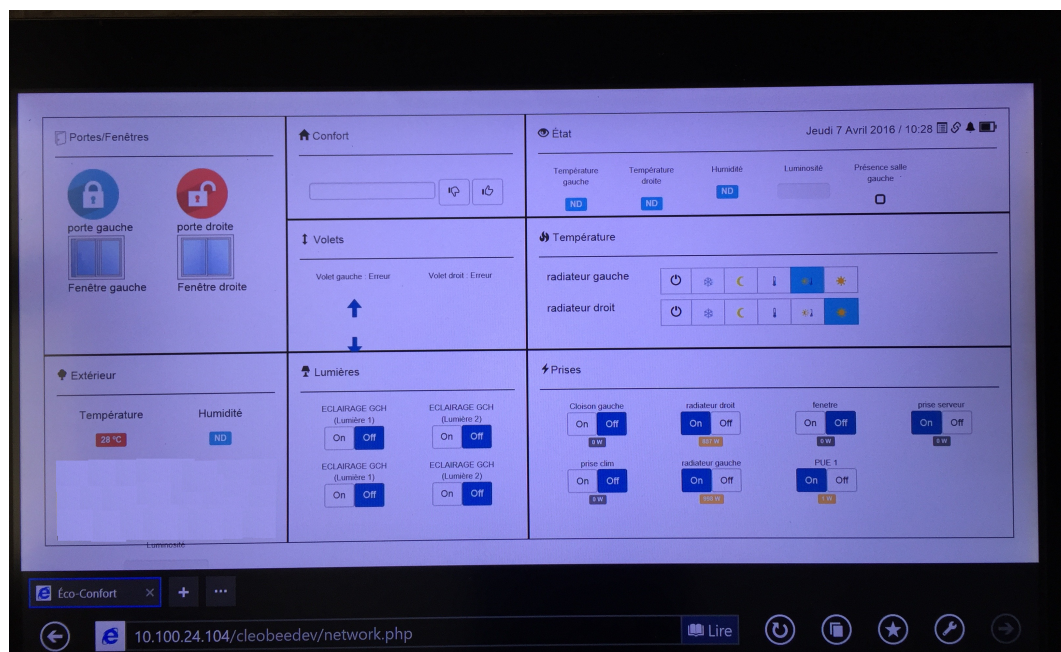 Portes/Fenêtres
porte gauche porte droite
Fenêtre gauche Fenêtre droite
Confort
État
Jeudi 7 Avril 2016 / 10:28
Température gauche
ND
Température droite
ND
Humidité
ND
Luminosité
Présence salle gauche
Volets
Volet gauche : Erreur Volet droit : Erreur
Température
radiateur gauche
radiateur droit
Extérieur
Température Humidité
28 °C ND
Luminosité
Lumières
ECLAIRAGE GCH
(Lumière 1)
On Off
ECLAIRAGE GCH
(Lumière 2)
On Off
ECLAIRAGE GCH
(Lumière 1)
On Off
ECLAIRAGE GCH
(Lumière 2)
On Off
Prises
Cloison gauche
On Off
0 W
radiateur droit
On Off
fenetre
On Off
0 W
prise serveur
On Off
0 W
prise clim
On Off
0 W
radiateur gauche
On Off
PUE 1
On Off
1 W
Éco-Confort
10.100.24.104/cleobeedev/network.php
Lire